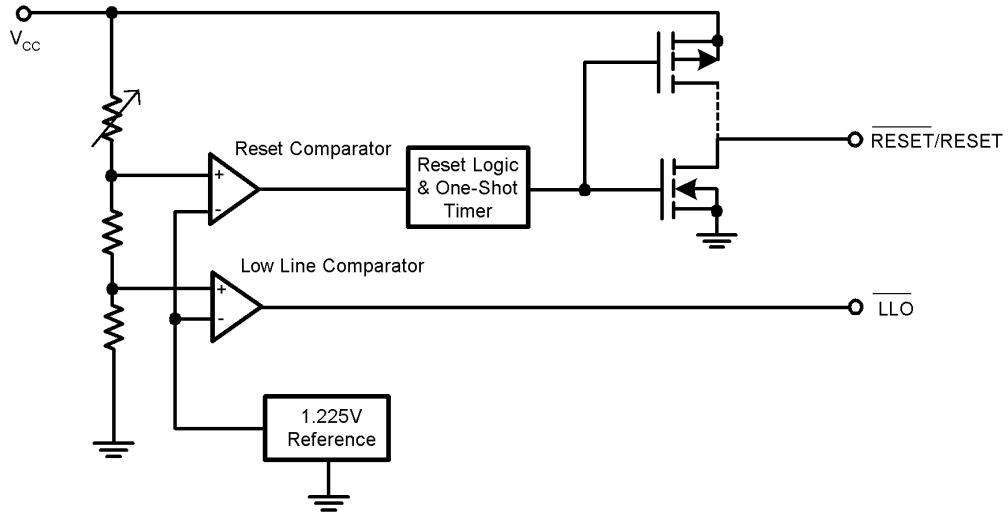 VCC
Reset Comparator
+
-
Reset Logic
& One-Shot
Timer
RESET/RESET
Low Line Comparator
+
-
LLO
1.225V
Reference